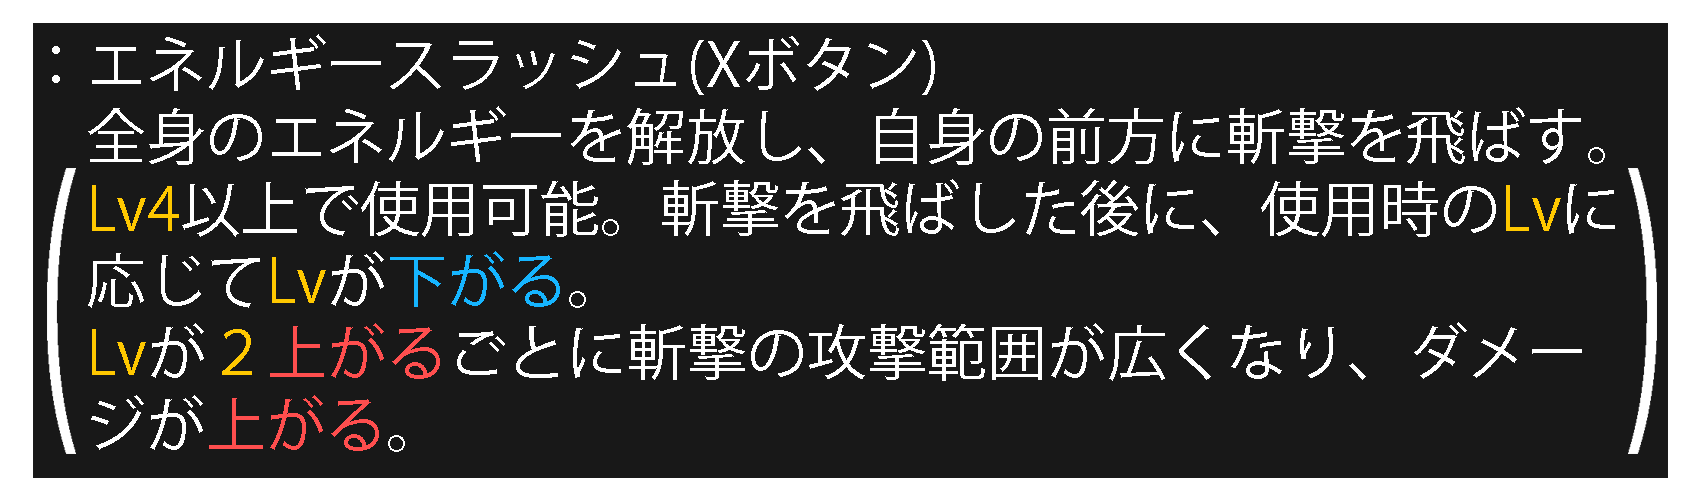 ：エネルギースラッシュ(Xボタン)
全身のエネルギーを解放し、自身の前方に斬撃を飛ばす。
(Lv4以上で使用可能。斬撃を飛ばした後に、使用時のLvに
応じてLvが下がる。
Lvが２上がるごとに斬撃の攻撃範囲が広くなり、ダメー
ジが上がる。)